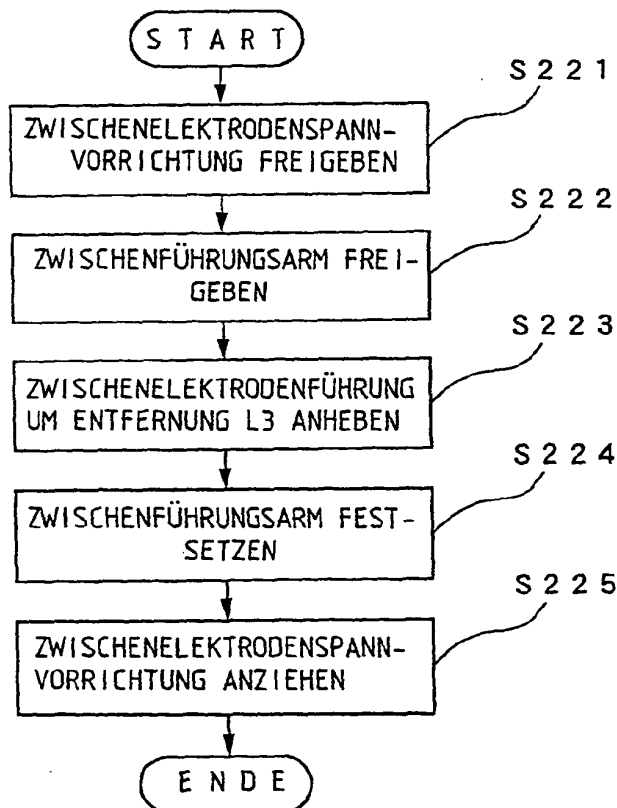 START
S221
ZWISCHENELEKTRODENSPANN-
VORRICHTUNG FREIGEBEN
S222
ZWISCHENFÜHRUNGSARM FREI-
GEBEN
S223
ZWISCHENELEKTRODENFÜHRUNG
UM ENTFERNUNG L3 ANHEBEN
S224
ZWISCHENFÜHRUNGSARM FEST-
SETZEN
S225
ZWISCHENELEKTRODENSPANN-
VORRICHTUNG ANZIEHEN
ENDE